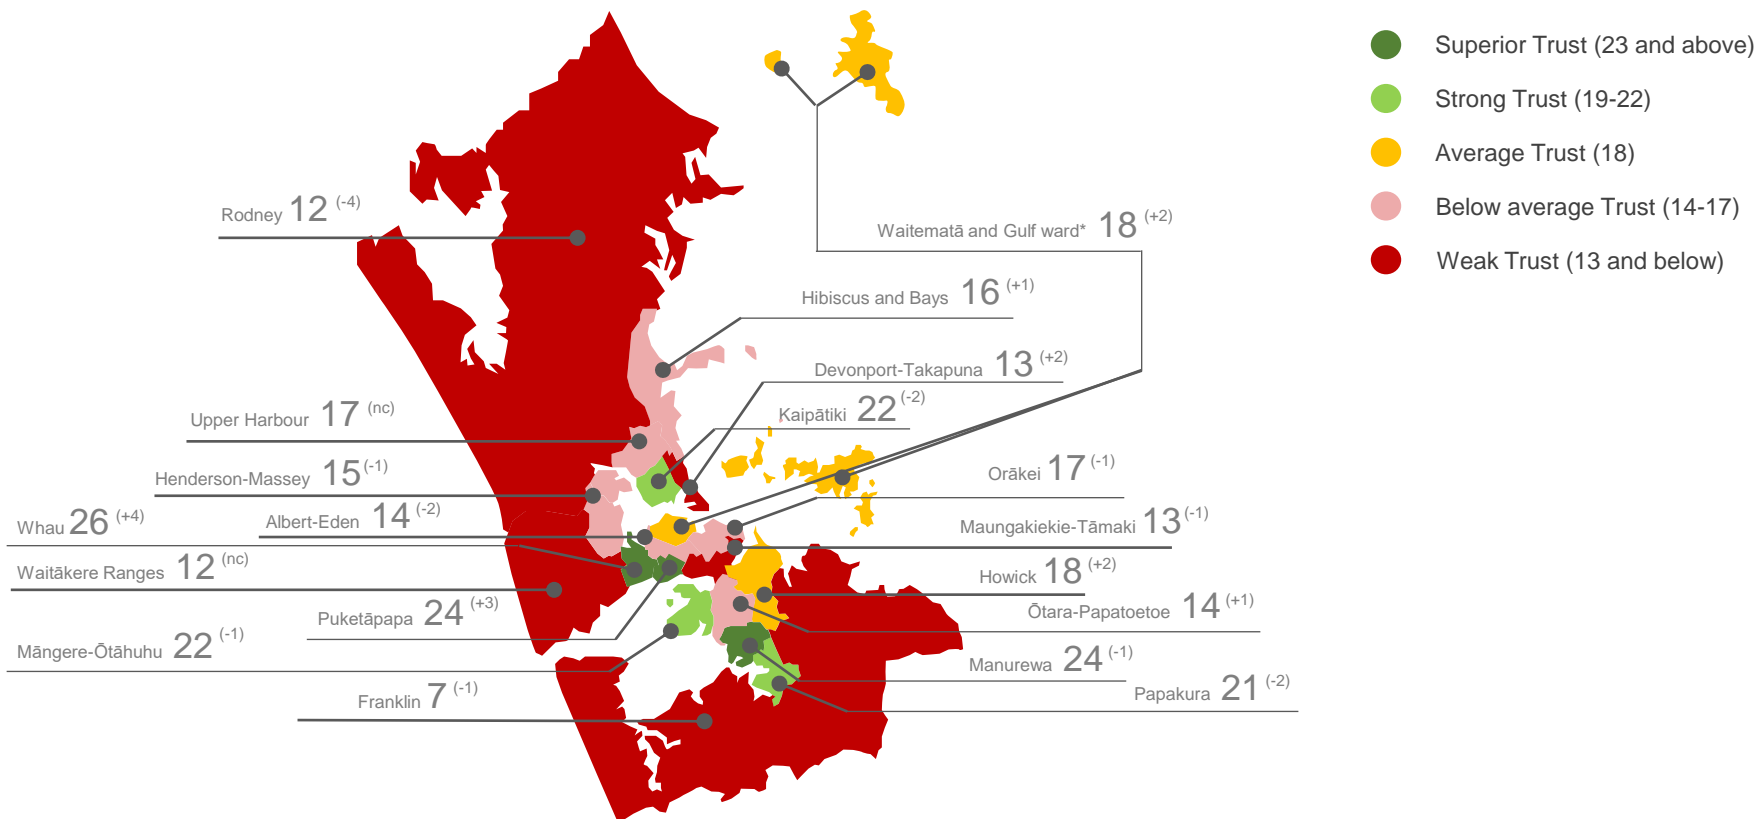 Superior Trust (23 and above)
Strong Trust (19-22)
Average Trust (18)
Below average Trust (14-17)
Weak Trust (13 and below)
Rodney 12 (-4)
Waitematā and Gulf ward* 18 (+2)
Hibiscus and Bays 16 (+1)
Devonport-Takapuna 13 (+2)
Kaipātiki 22 (-2)
Upper Harbour 17 (nc)
Orākei 17 (-1)
Henderson-Massey 15 (-1)
Albert-Eden 14 (-2)
Whau 26 (+4)
Maungakiekie-Tāmaki 13 (-1)
Waitākere Ranges 12 (nc)
Howick 18 (+2)
Puketāpapa 24 (+3)
Ōtara-Papatoetoe 14 (+1)
Māngere-Ōtāhuhu 22 (-1)
Manurewa 24 (-1)
Franklin 7 (-1)
Papakura 21 (-2)